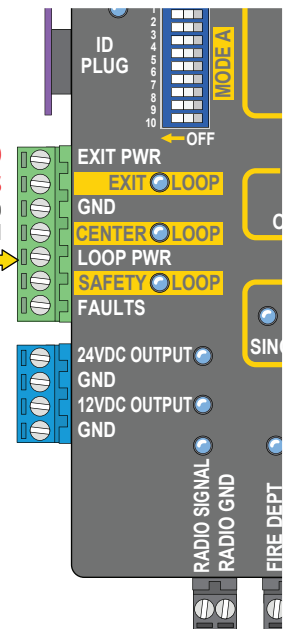 1
2
3
4
5
6
7
8
9
10
ID
PLUG
MODE A
OFF
EXIT PWR
EXIT LOOP
GND
CENTER LOOP
LOOP PWR
SAFETY LOOP
FAULTS
24VDC OUTPUT
GND
12VDC OUTPUT
GND
RADIO SIGNAL
RADIO GND
FIRE DEPT